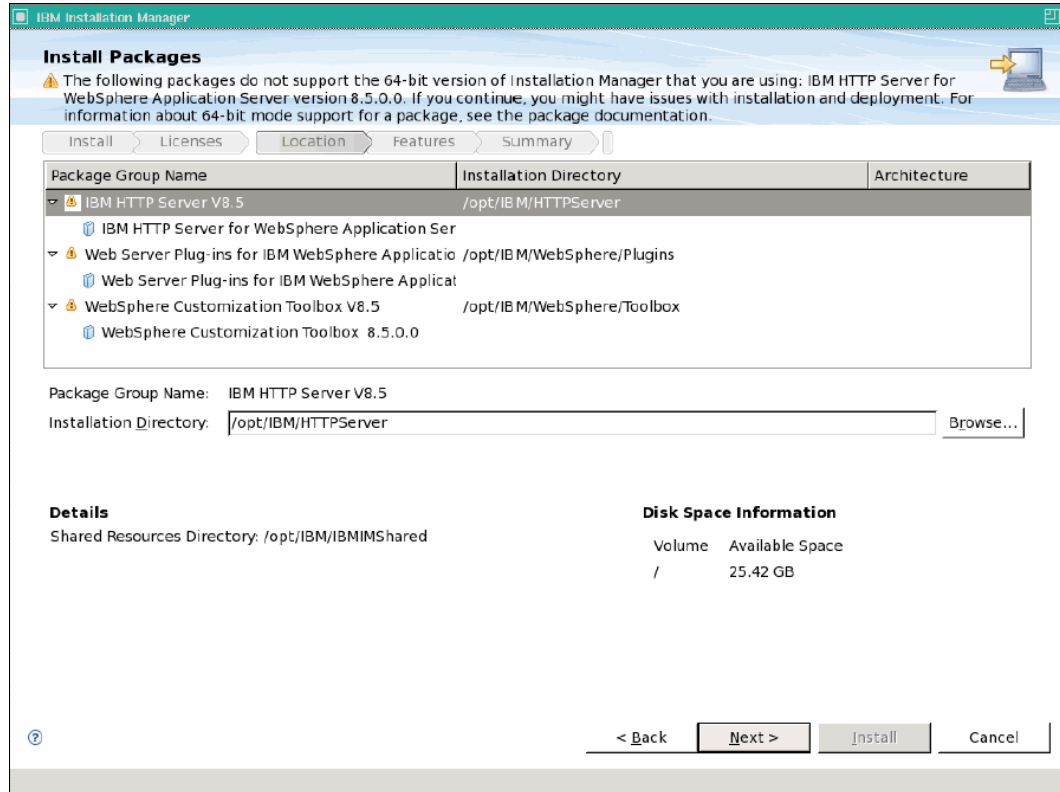 IBM Installation Manager
Install Packages
The following packages do not support the 64-bit version of Installation Manager that you are using: IBM HTTP Server for
WebSphere Application Server version 8.5.0.0. If you continue, you might have issues with installation and deployment. For
information about 64-bit mode support for a package, see the package documentation.
Install Licenses Location Features Summary
Package Group Name Installation Directory Architecture
IBM HTTP Server V8.5 /opt/IBM/HTTPServer
IBM HTTP Server for WebSphere Application Ser
Web Server Plug-ins for IBM WebSphere Applicatio /opt/IBM/WebSphere/Plugins
Web Server Plug-ins for IBM WebSphere Applicat
WebSphere Customization Toolbox V8.5 /opt/IBM/WebSphere/Toolbox
WebSphere Customization Toolbox 8.5.0.0
Package Group Name: IBM HTTP Server V8.5
Installation Directory: /opt/IBM/HTTPServer Browse...
Details Disk Space Information
Shared Resources Directory: /opt/IBM/IBMIMShared
Volume Available Space
/ 25.42 GB
? < Back Next > Install Cancel